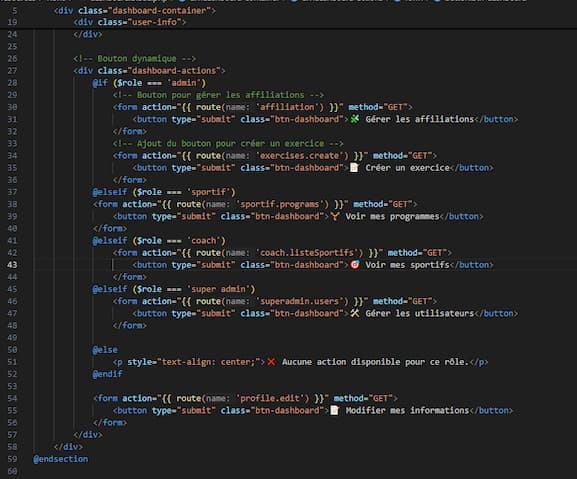 5 <div class="dashboard-container">
19 <div class="user-info">
24 </div>
25
26 <!-- Bouton dynamique -->
27 <div class="dashboard-actions">
28 @if ($role === 'admin')
29 <!-- Bouton pour gérer les affiliations -->
30 <form action="{{ route(name: 'affiliation') }}" method="GET">
31 <button type="submit" class="btn-dashboard">🧩 Gérer les affiliations</button>
32 </form>
33 <!-- Ajout du bouton pour créer un exercice -->
34 <form action="{{ route(name: 'exercises.create') }}" method="GET">
35 <button type="submit" class="btn-dashboard">📝 Créer un exercice</button>
36 </form>
37 @elseif ($role === 'sportif')
38 <form action="{{ route(name: 'sportif.programs') }}" method="GET">
39 <button type="submit" class="btn-dashboard">🏋 Voir mes programmes</button>
40 </form>
41 @elseif ($role === 'coach')
42 <form action="{{ route(name: 'coach.listeSportifs') }}" method="GET">
43 <button type="submit" class="btn-dashboard">🎯 Voir mes sportifs</button>
44 </form>
45 @elseif ($role === 'super admin')
46 <form action="{{ route(name: 'superadmin.users') }}" method="GET">
47 <button type="submit" class="btn-dashboard">🛠 Gérer les utilisateurs</button>
48 </form>
49
50 @else
51 <p style="text-align: center;">❌ Aucune action disponible pour ce rôle.</p>
52 @endif
53
54 <form action="{{ route(name: 'profile.edit') }}" method="GET">
55 <button type="submit" class="btn-dashboard">📝 Modifier mes informations</button>
56 </form>
57 </div>
58 </div>
59 @endsection
60